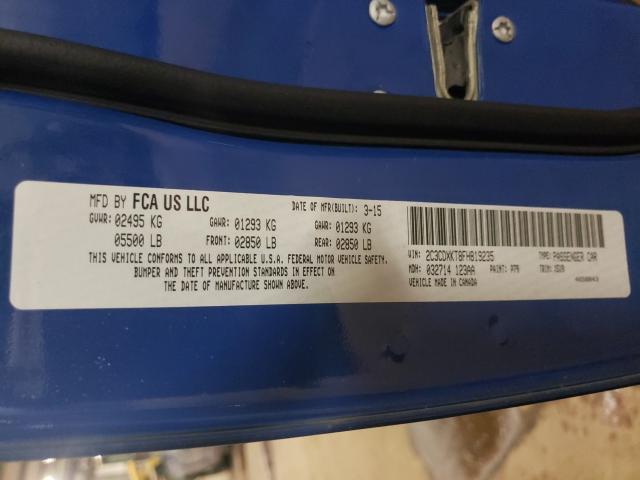 MFD BY FCA US LLC DATE OF MFR(BUILT): 3-15
GVWR: 02495 KG GAWR: 01293 KG GAWR: 01293 KG
05500 LB FRONT: 02850 LB REAR: 02850 LB
THIS VEHICLE CONFORMS TO ALL APPLICABLE U.S.A. FEDERAL MOTOR VEHICLE SAFETY,
BUMPER AND THEFT PREVENTION STANDARDS IN EFFECT ON
THE DATE OF MANUFACTURE SHOWN ABOVE.
VIN: 2C3CDXKT8FH819235 TYPE: PASSENGER CAR
MDH: 032714 123AA PAINT: TRIM:
VEHICLE MADE IN CANADA